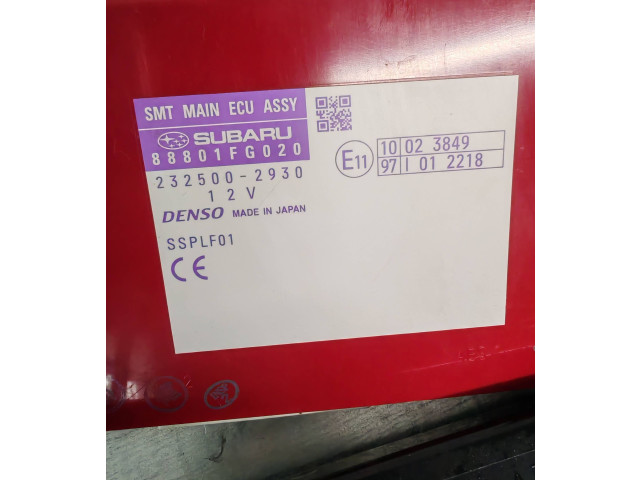 SMT MAIN ECU ASSY
SUBARU
88801FG020
232500-2930
12V
DENSO MADE IN JAPAN
SSPLF01
CE
E11
10 02 3849
97 I 01 2218